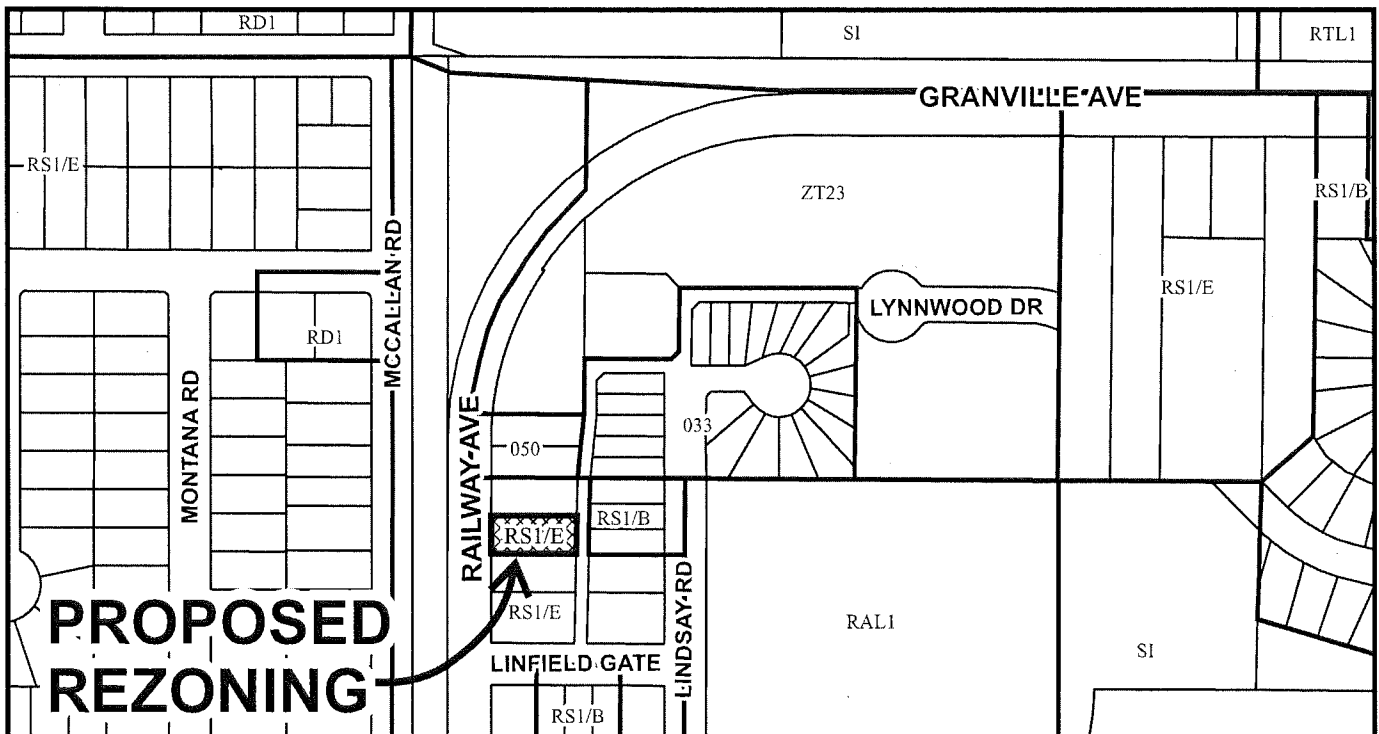 RD1
SI
RTL1
GRANVILLE AVE
RS1/E
ZT23
RS1/B
MCCALLAN RD
RS1/E
LYNNWOOD DR
RD1
MONTANA RD
RAILWAY AVE
050
033
RS1/B
RS1/E
LINDSAY RD
PROPOSED
REZONING
RS1/E
RAL1
SI
LINFIELD GATE
RS1/B